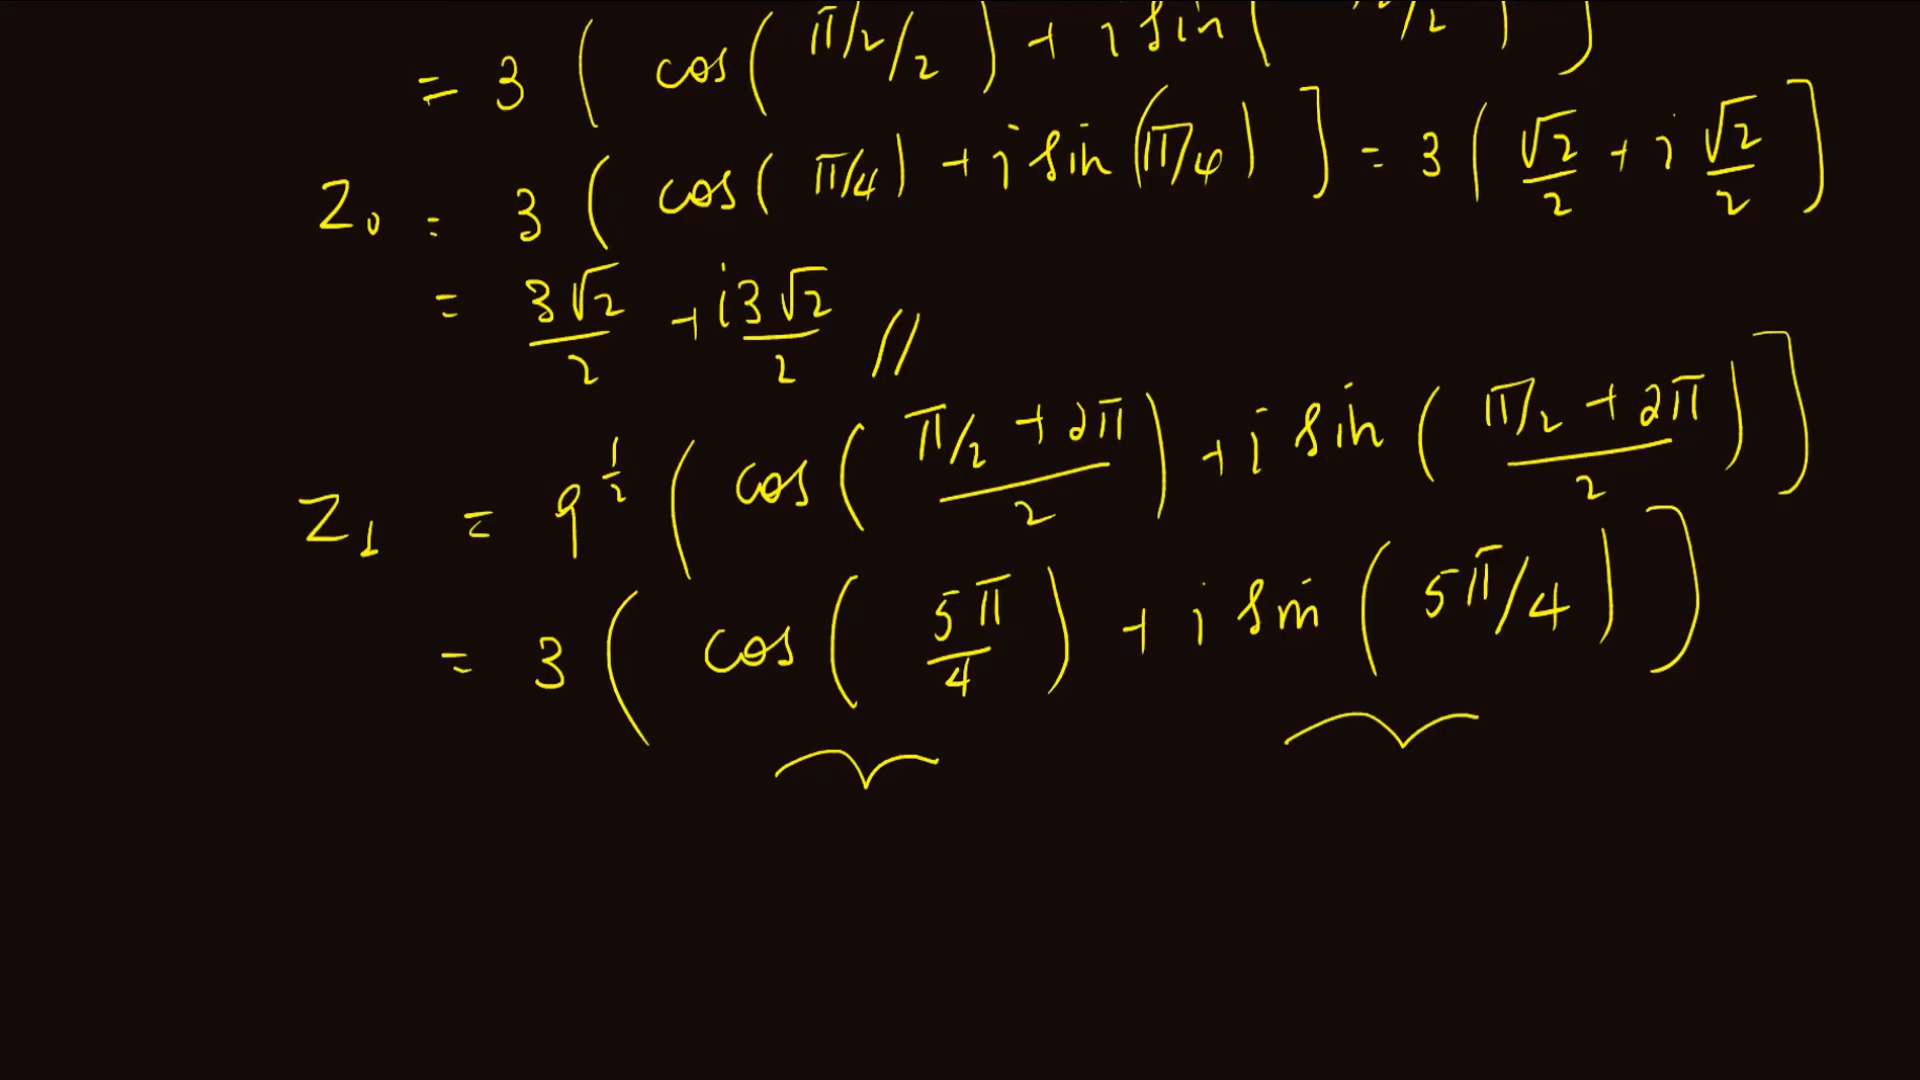 = 3 ( cos( π/2/2 ) + i sin( π/2/2 ) ]
Z₀ = 3 ( cos( π/4 ) + i sin( π/4 ) ] = 3 ( √2/2 + i √2/2 ]
= 3√2/2 + i 3√2/2 //
Z₁ = 9^(1/2) ( cos( (π/2 + 2π)/2 ) + i sin( (π/2 + 2π)/2 ) ]
= 3 ( cos( 5π/4 ) + i sin( 5π/4 ) ]